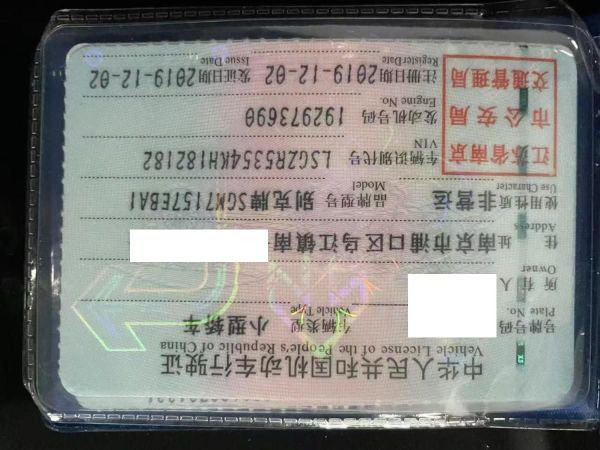 中华人民共和国机动车行驶证
Vehicle License of the People's Republic of China
号牌号码
Plate No.
车辆类型 小型轿车
Vehicle Type
所有人
Owner
住址 南京市浦口区乌江镇南
Address
使用性质 非营运
Use Character
品牌型号 别克牌SGM7157EBA1
Model
江苏省南京
市公安局
交通管理局
车辆识别代号 LSGZR5354KH182182
VIN
发动机号码 192973690
Engine No.
注册日期 2019-12-02
Register Date
发证日期 2019-12-02
Issue Date